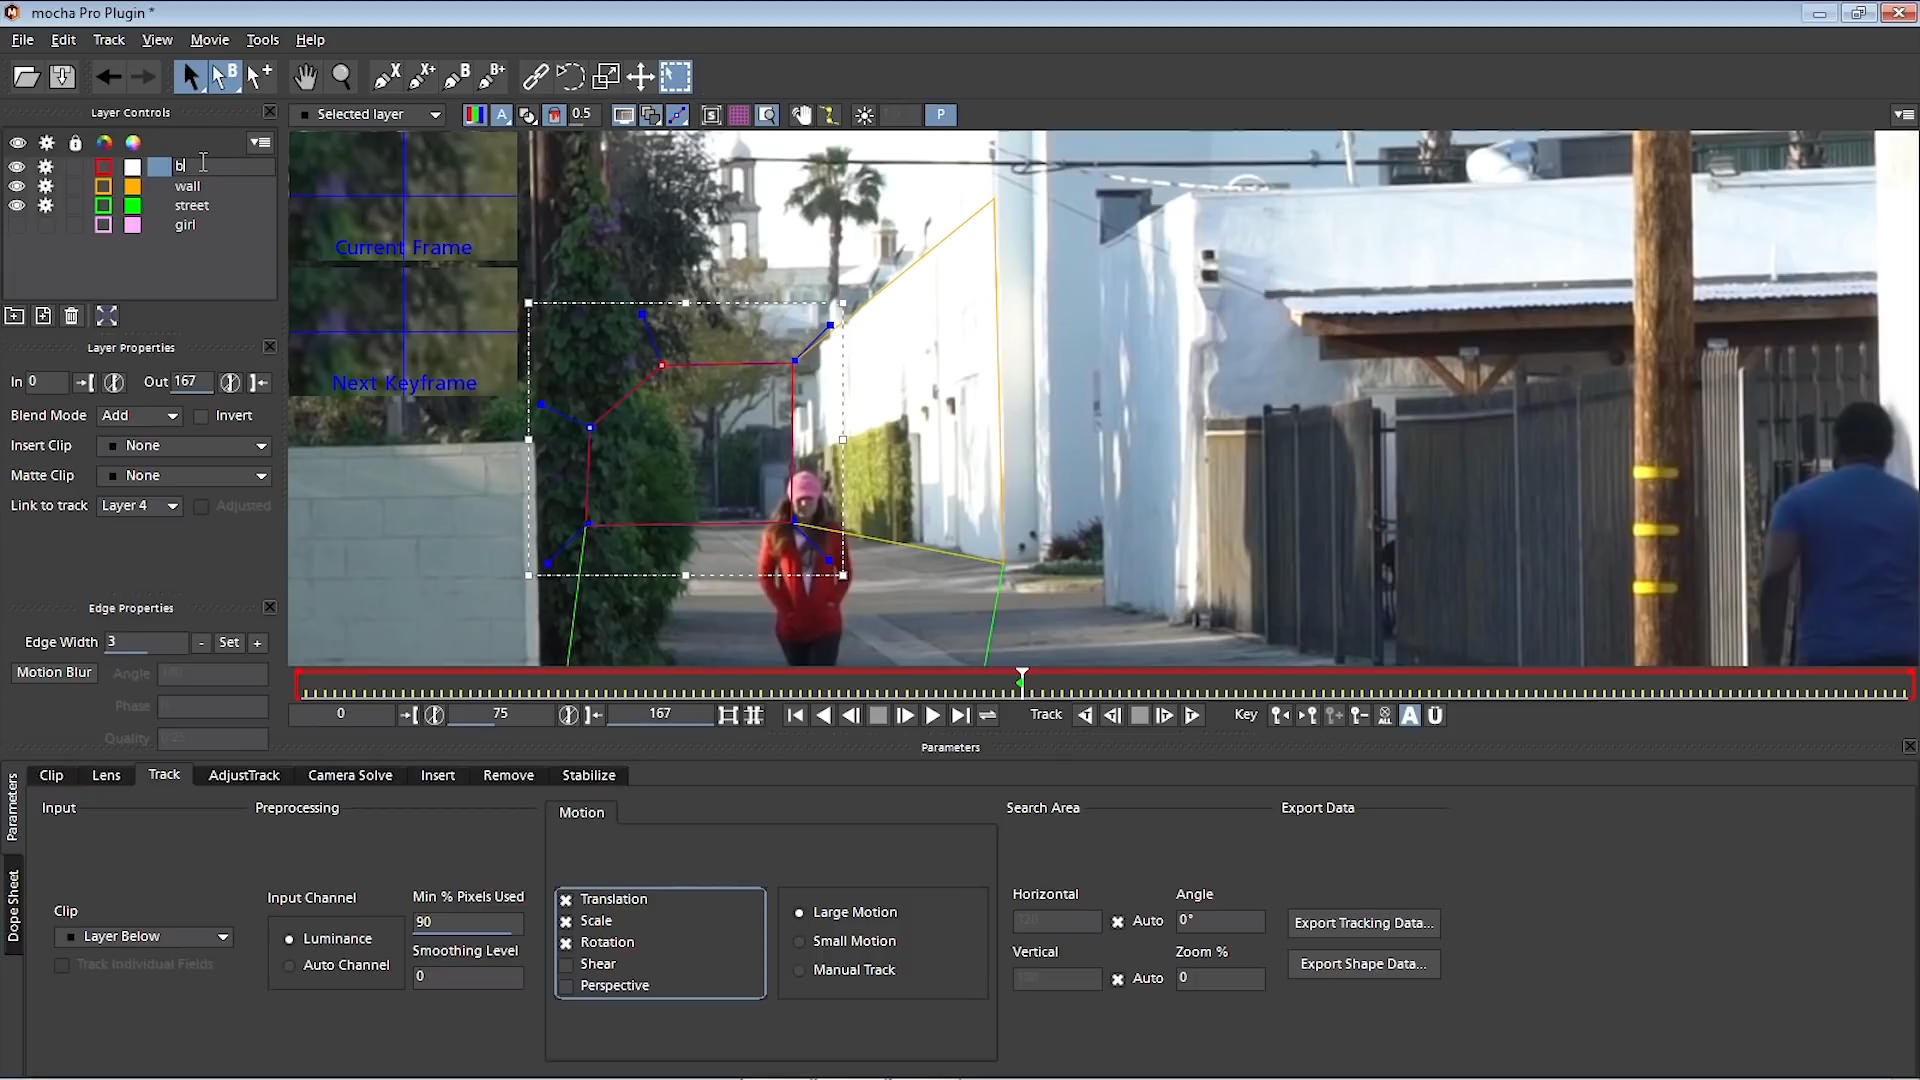 mocha Pro Plugin *
File Edit Track View Movie Tools Help
Layer Controls
Selected layer A 0.5 P
b
wall
street
girl
Current Frame
Next Keyframe
Layer Properties
In 0 Out 167
Blend Mode Add Invert
Insert Clip None
Matte Clip None
Link to track Layer 4 Adjusted
Edge Properties
Edge Width 3 - Set +
Motion Blur Angle 180
Phase 0
Quality 0.25
0 75 167 Track Key ALL A Ü
Parameters
Parameters
Dope Sheet
Clip Lens Track AdjustTrack Camera Solve Insert Remove Stabilize
Input Preprocessing Motion Search Area Export Data
Clip
Layer Below
Track Individual Fields
Input Channel
Luminance
Auto Channel
Min % Pixels Used
90
Smoothing Level
0
Translation
Scale
Rotation
Shear
Perspective
Large Motion
Small Motion
Manual Track
Horizontal Angle
Auto 0°
Vertical Zoom %
Auto 0
Export Tracking Data...
Export Shape Data...